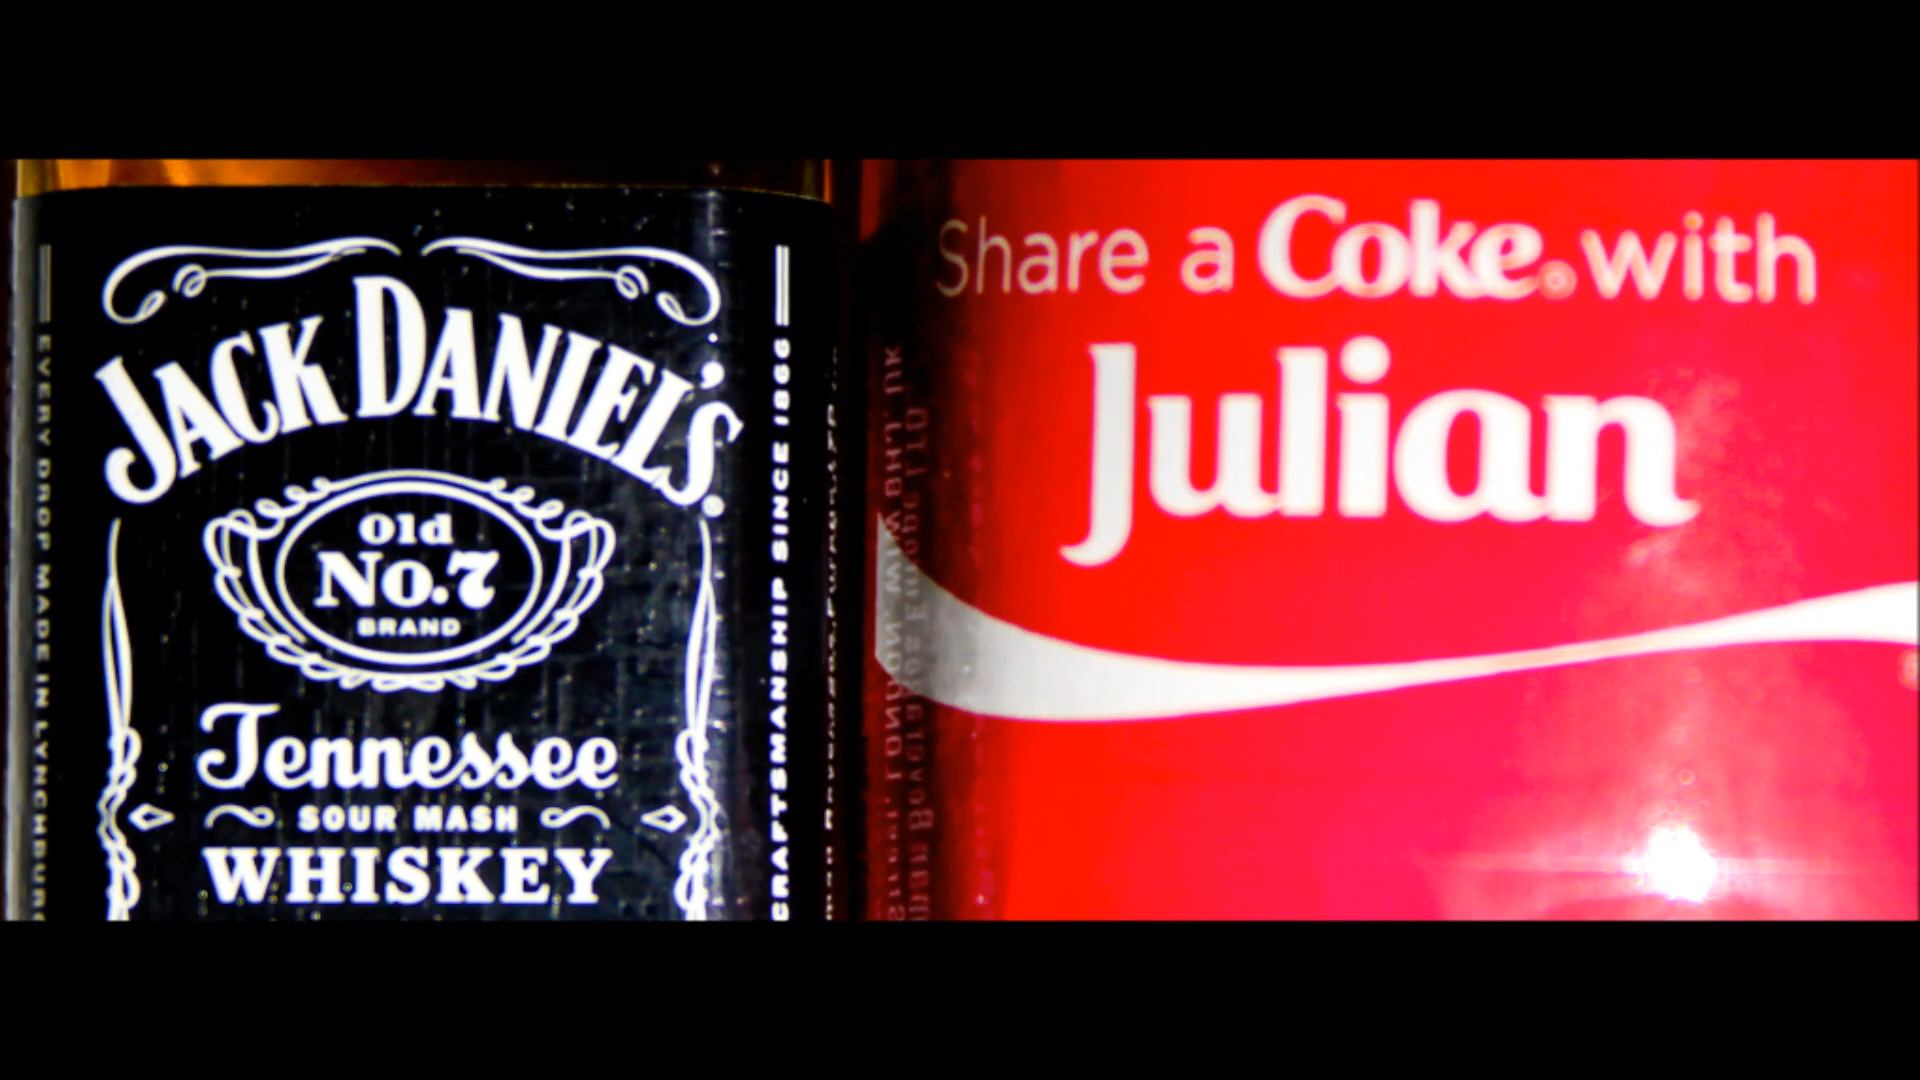 JACK DANIEL'S®
Old
No.7
BRAND
Tennessee
SOUR MASH
WHISKEY
EVERY DROP MADE IN LYNCHBURG
CRAFTSMANSHIP SINCE 1866
Share a Coke® with
Julian